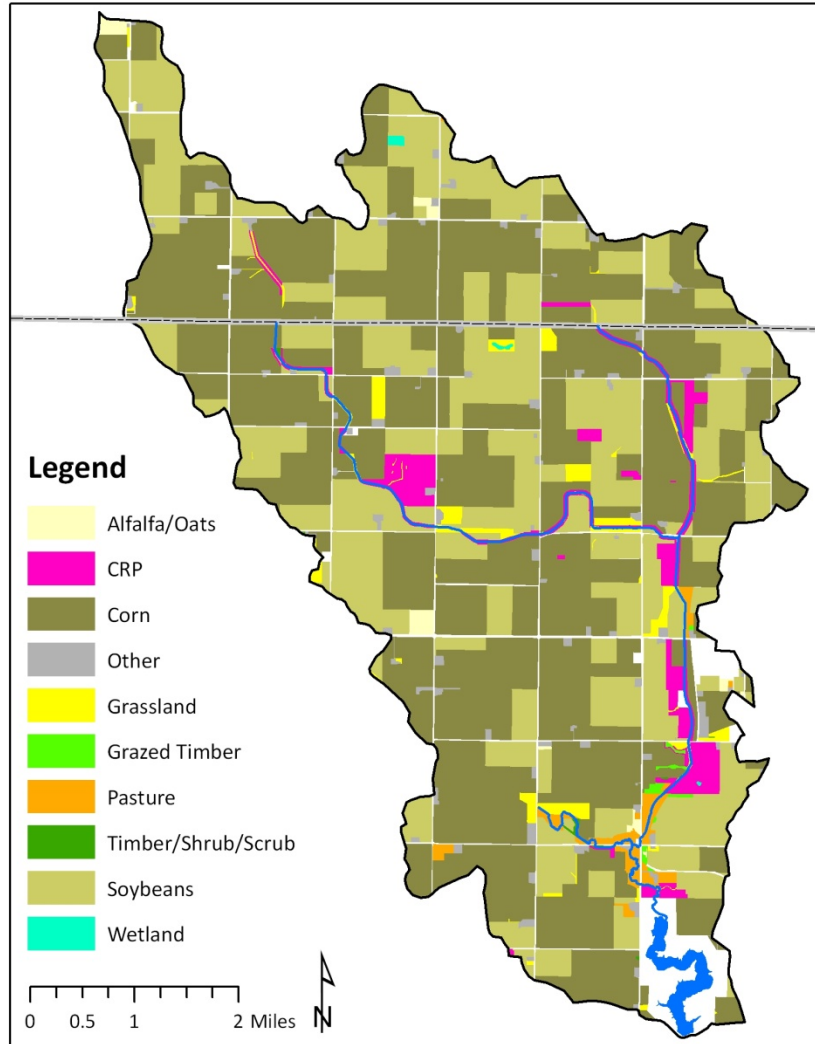 Legend
Alfalfa/Oats
CRP
Corn
Other
Grassland
Grazed Timber
Pasture
Timber/Shrub/Scrub
Soybeans
Wetland
N
0 0.5 1 2 Miles